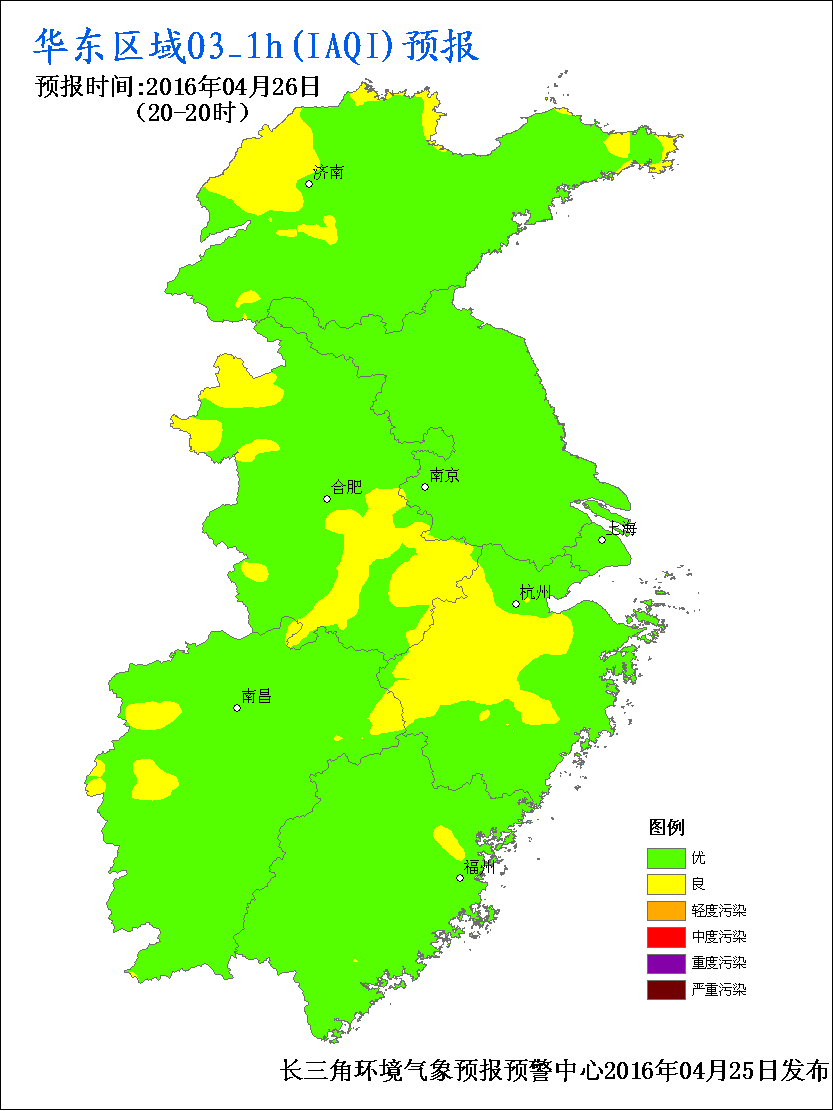 华东区域O3_1h(IAQI)预报
预报时间:2016年04月26日
（20-20时）
济南
南京
合肥
上海
杭州
南昌
福州
图例
优
良
轻度污染
中度污染
重度污染
严重污染
长三角环境气象预报预警中心2016年04月25日发布